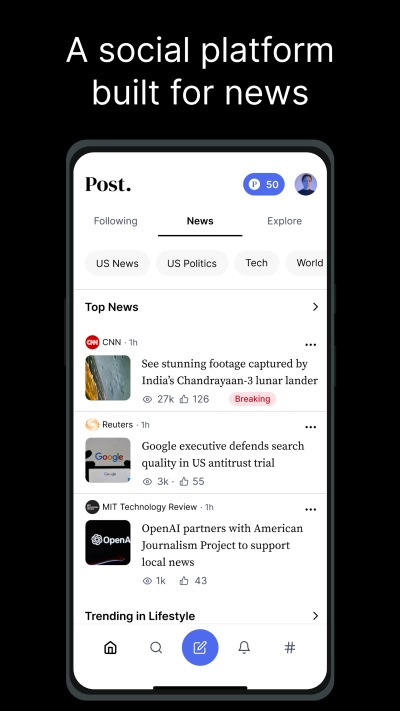 A social platform
built for news
Post.
P 50
Following News Explore
US News US Politics Tech World
Top News
CNN CNN · 1h
See stunning footage captured by
India's Chandrayaan-3 lunar lander
27k 126 Breaking
Reuters · 1h
Google
Google executive defends search
quality in US antitrust trial
3k · 55
MIT Technology Review · 1h
OpenA
OpenAI partners with American
Journalism Project to support
local news
1k 43
Trending in Lifestyle